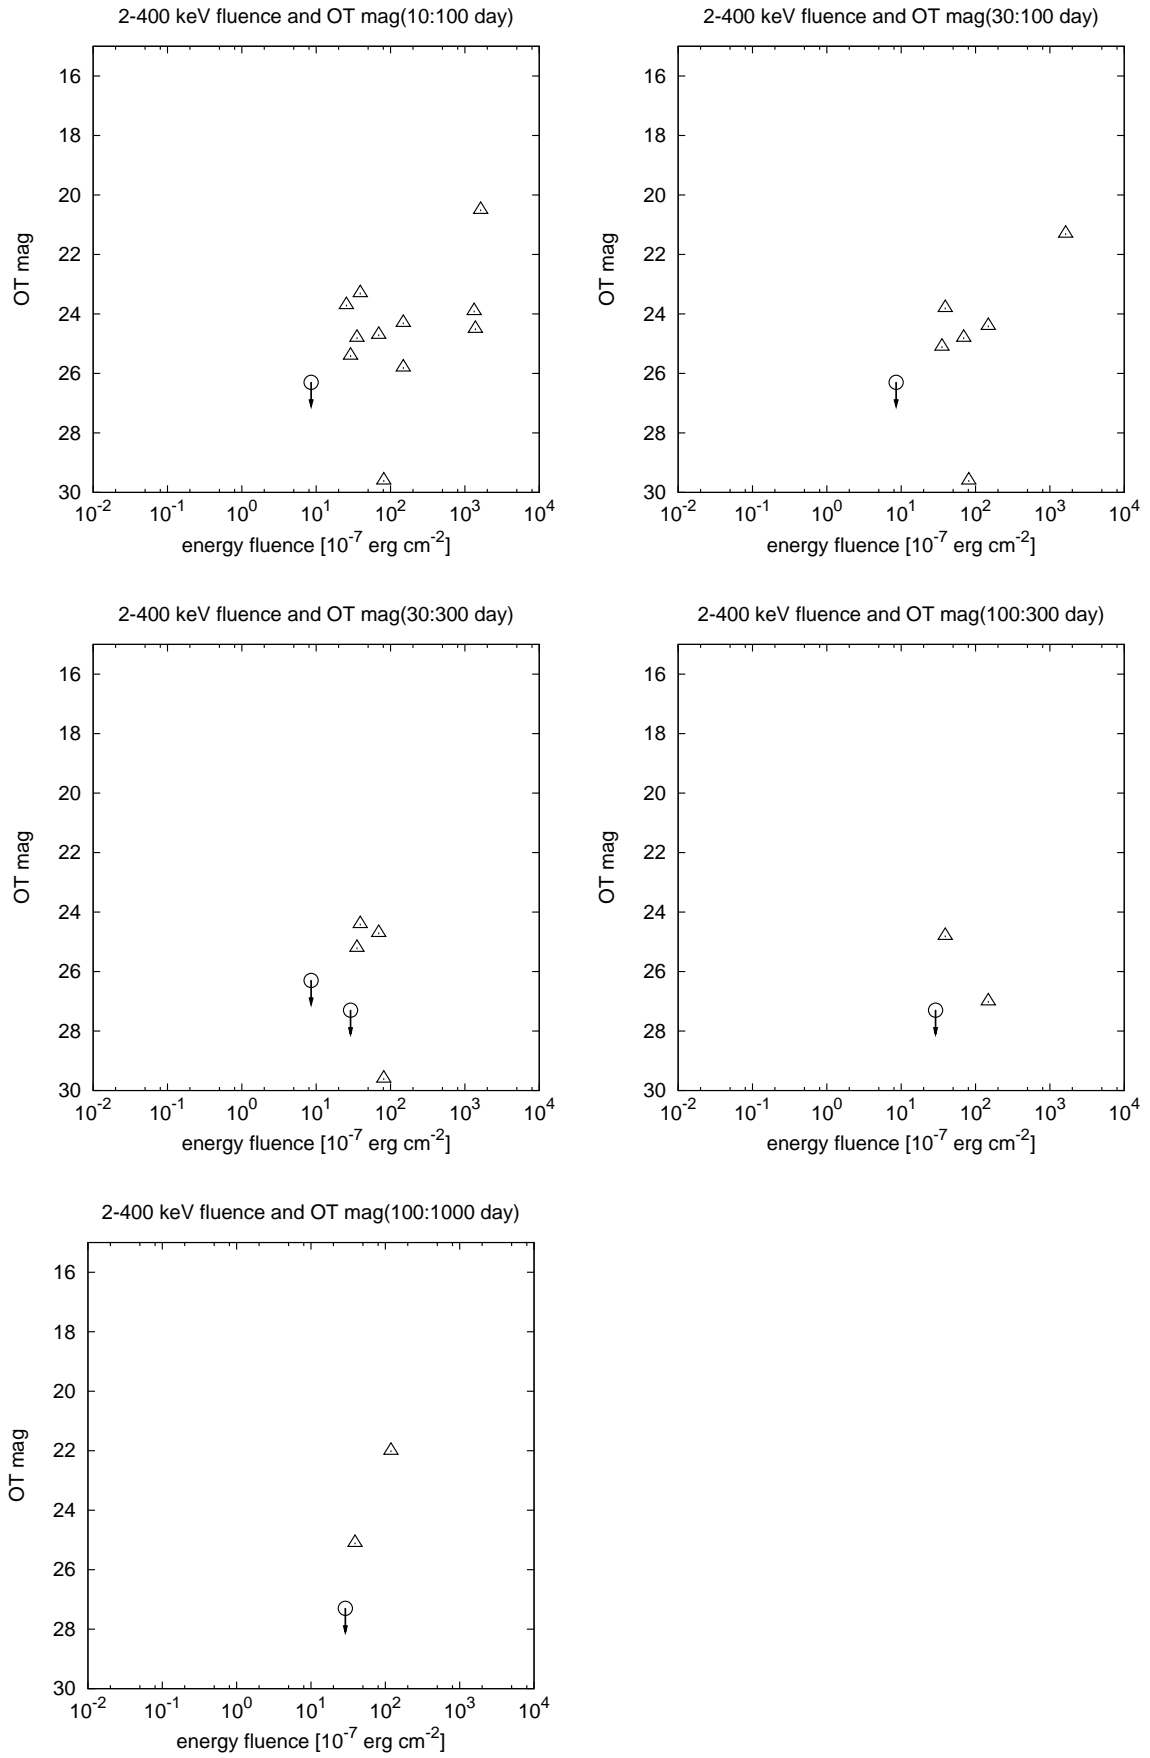 2-400 keV fluence and OT mag(10:100 day)
OT mag
16
18
20
22
24
26
28
30
10-2 10-1 100 101 102 103 104
energy fluence [10-7 erg cm-2]
2-400 keV fluence and OT mag(30:100 day)
OT mag
16
18
20
22
24
26
28
30
10-2 10-1 100 101 102 103 104
energy fluence [10-7 erg cm-2]
2-400 keV fluence and OT mag(30:300 day)
OT mag
16
18
20
22
24
26
28
30
10-2 10-1 100 101 102 103 104
energy fluence [10-7 erg cm-2]
2-400 keV fluence and OT mag(100:300 day)
OT mag
16
18
20
22
24
26
28
30
10-2 10-1 100 101 102 103 104
energy fluence [10-7 erg cm-2]
2-400 keV fluence and OT mag(100:1000 day)
OT mag
16
18
20
22
24
26
28
30
10-2 10-1 100 101 102 103 104
energy fluence [10-7 erg cm-2]